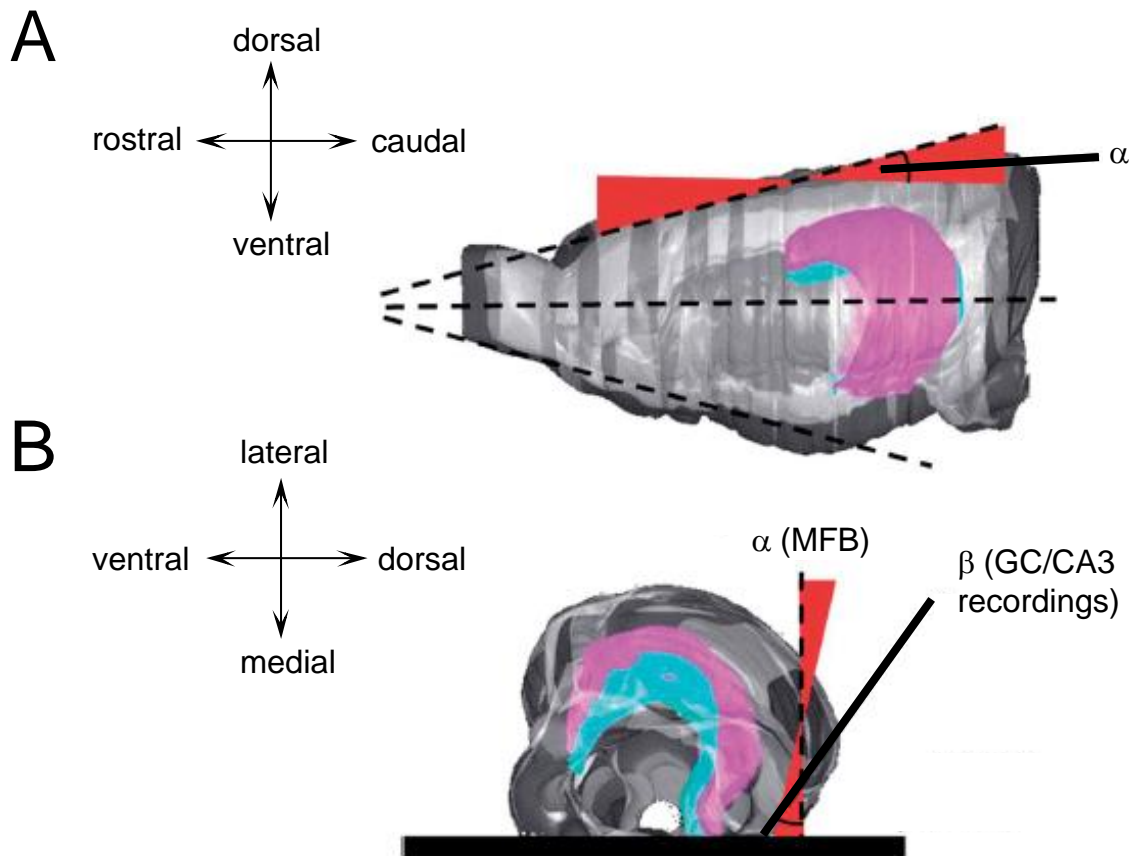 A
dorsal
rostral
caudal
ventral
α
B
lateral
ventral
dorsal
medial
α (MFB)
β (GC/CA3
recordings)